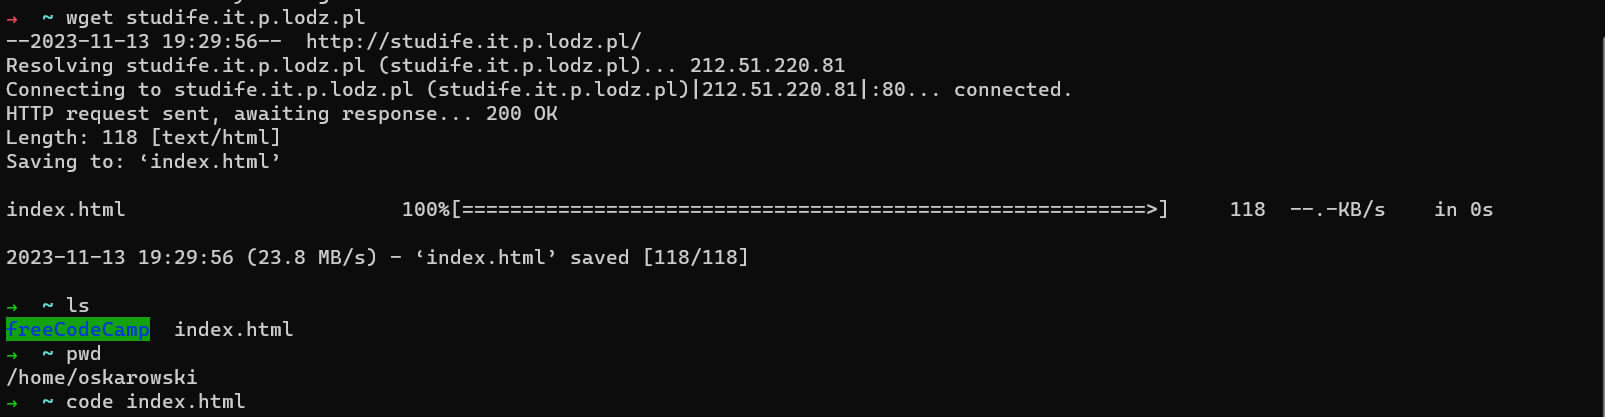 →  ~ wget studife.it.p.lodz.pl
--2023-11-13 19:29:56--  http://studife.it.p.lodz.pl/
Resolving studife.it.p.lodz.pl (studife.it.p.lodz.pl)... 212.51.220.81
Connecting to studife.it.p.lodz.pl (studife.it.p.lodz.pl)|212.51.220.81|:80... connected.
HTTP request sent, awaiting response... 200 OK
Length: 118 [text/html]
Saving to: ‘index.html’
index.html                       100%[=========================================================>]     118  --.-KB/s    in 0s
2023-11-13 19:29:56 (23.8 MB/s) - ‘index.html’ saved [118/118]
→  ~ ls
freeCodeCamp  index.html
→  ~ pwd
/home/oskarowski
→  ~ code index.html